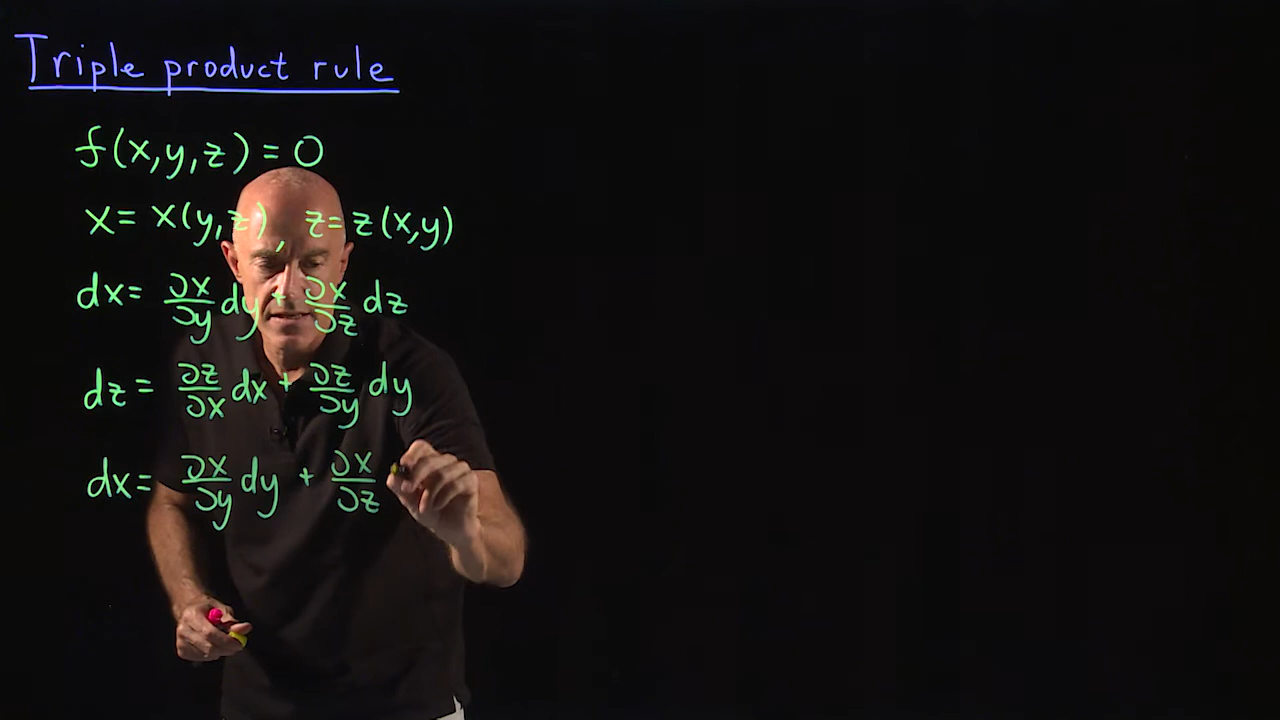 Triple product rule
f(x,y,z) = 0
x = x(y,z), z = z(x,y)
dx = ∂x/∂y dy + ∂x/∂z dz
dz = ∂z/∂x dx + ∂z/∂y dy
dx = ∂x/∂y dy + ∂x/∂z